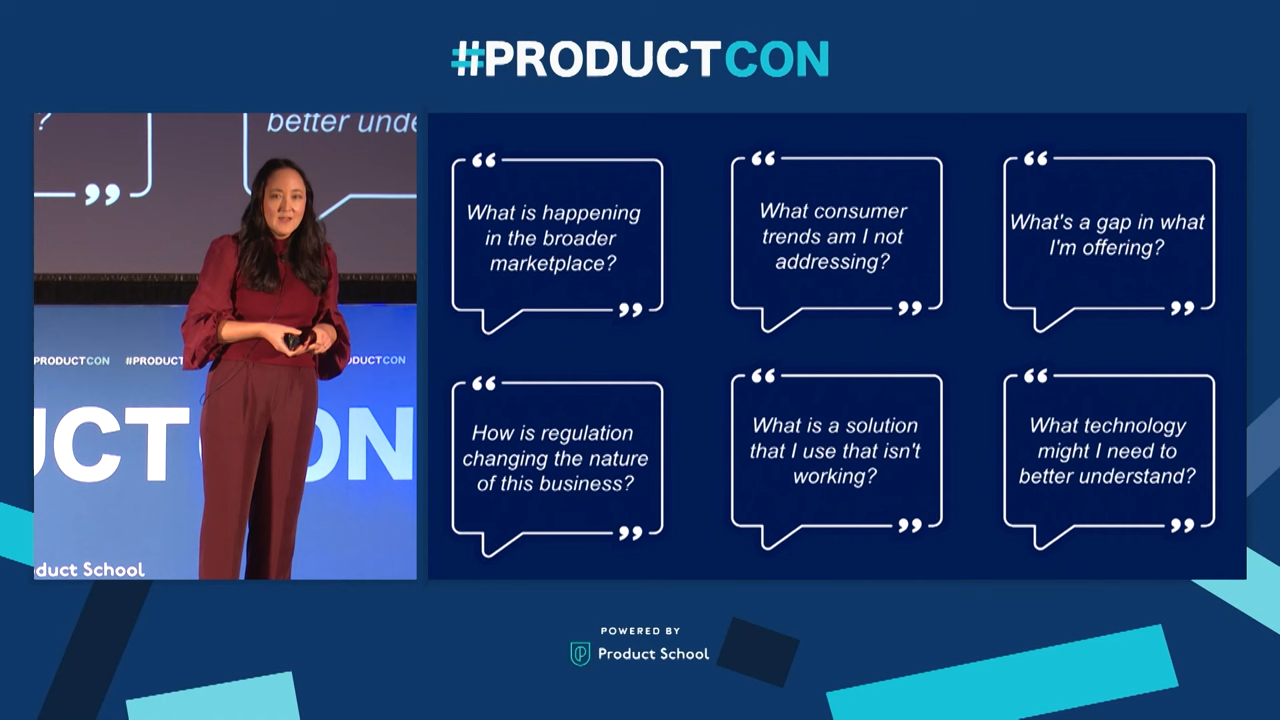 #PRODUCTCON
?
better unde
”
#PRODUCTCON #PRODUCT DUCTCON
UCT CON
duct School
“
What is happening
in the broader
marketplace?
”
“
What consumer
trends am I not
addressing?
”
“
What's a gap in what
I'm offering?
”
“
How is regulation
changing the nature
of this business?
”
“
What is a solution
that I use that isn't
working?
”
“
What technology
might I need to
better understand?
”
POWERED BY
Product School